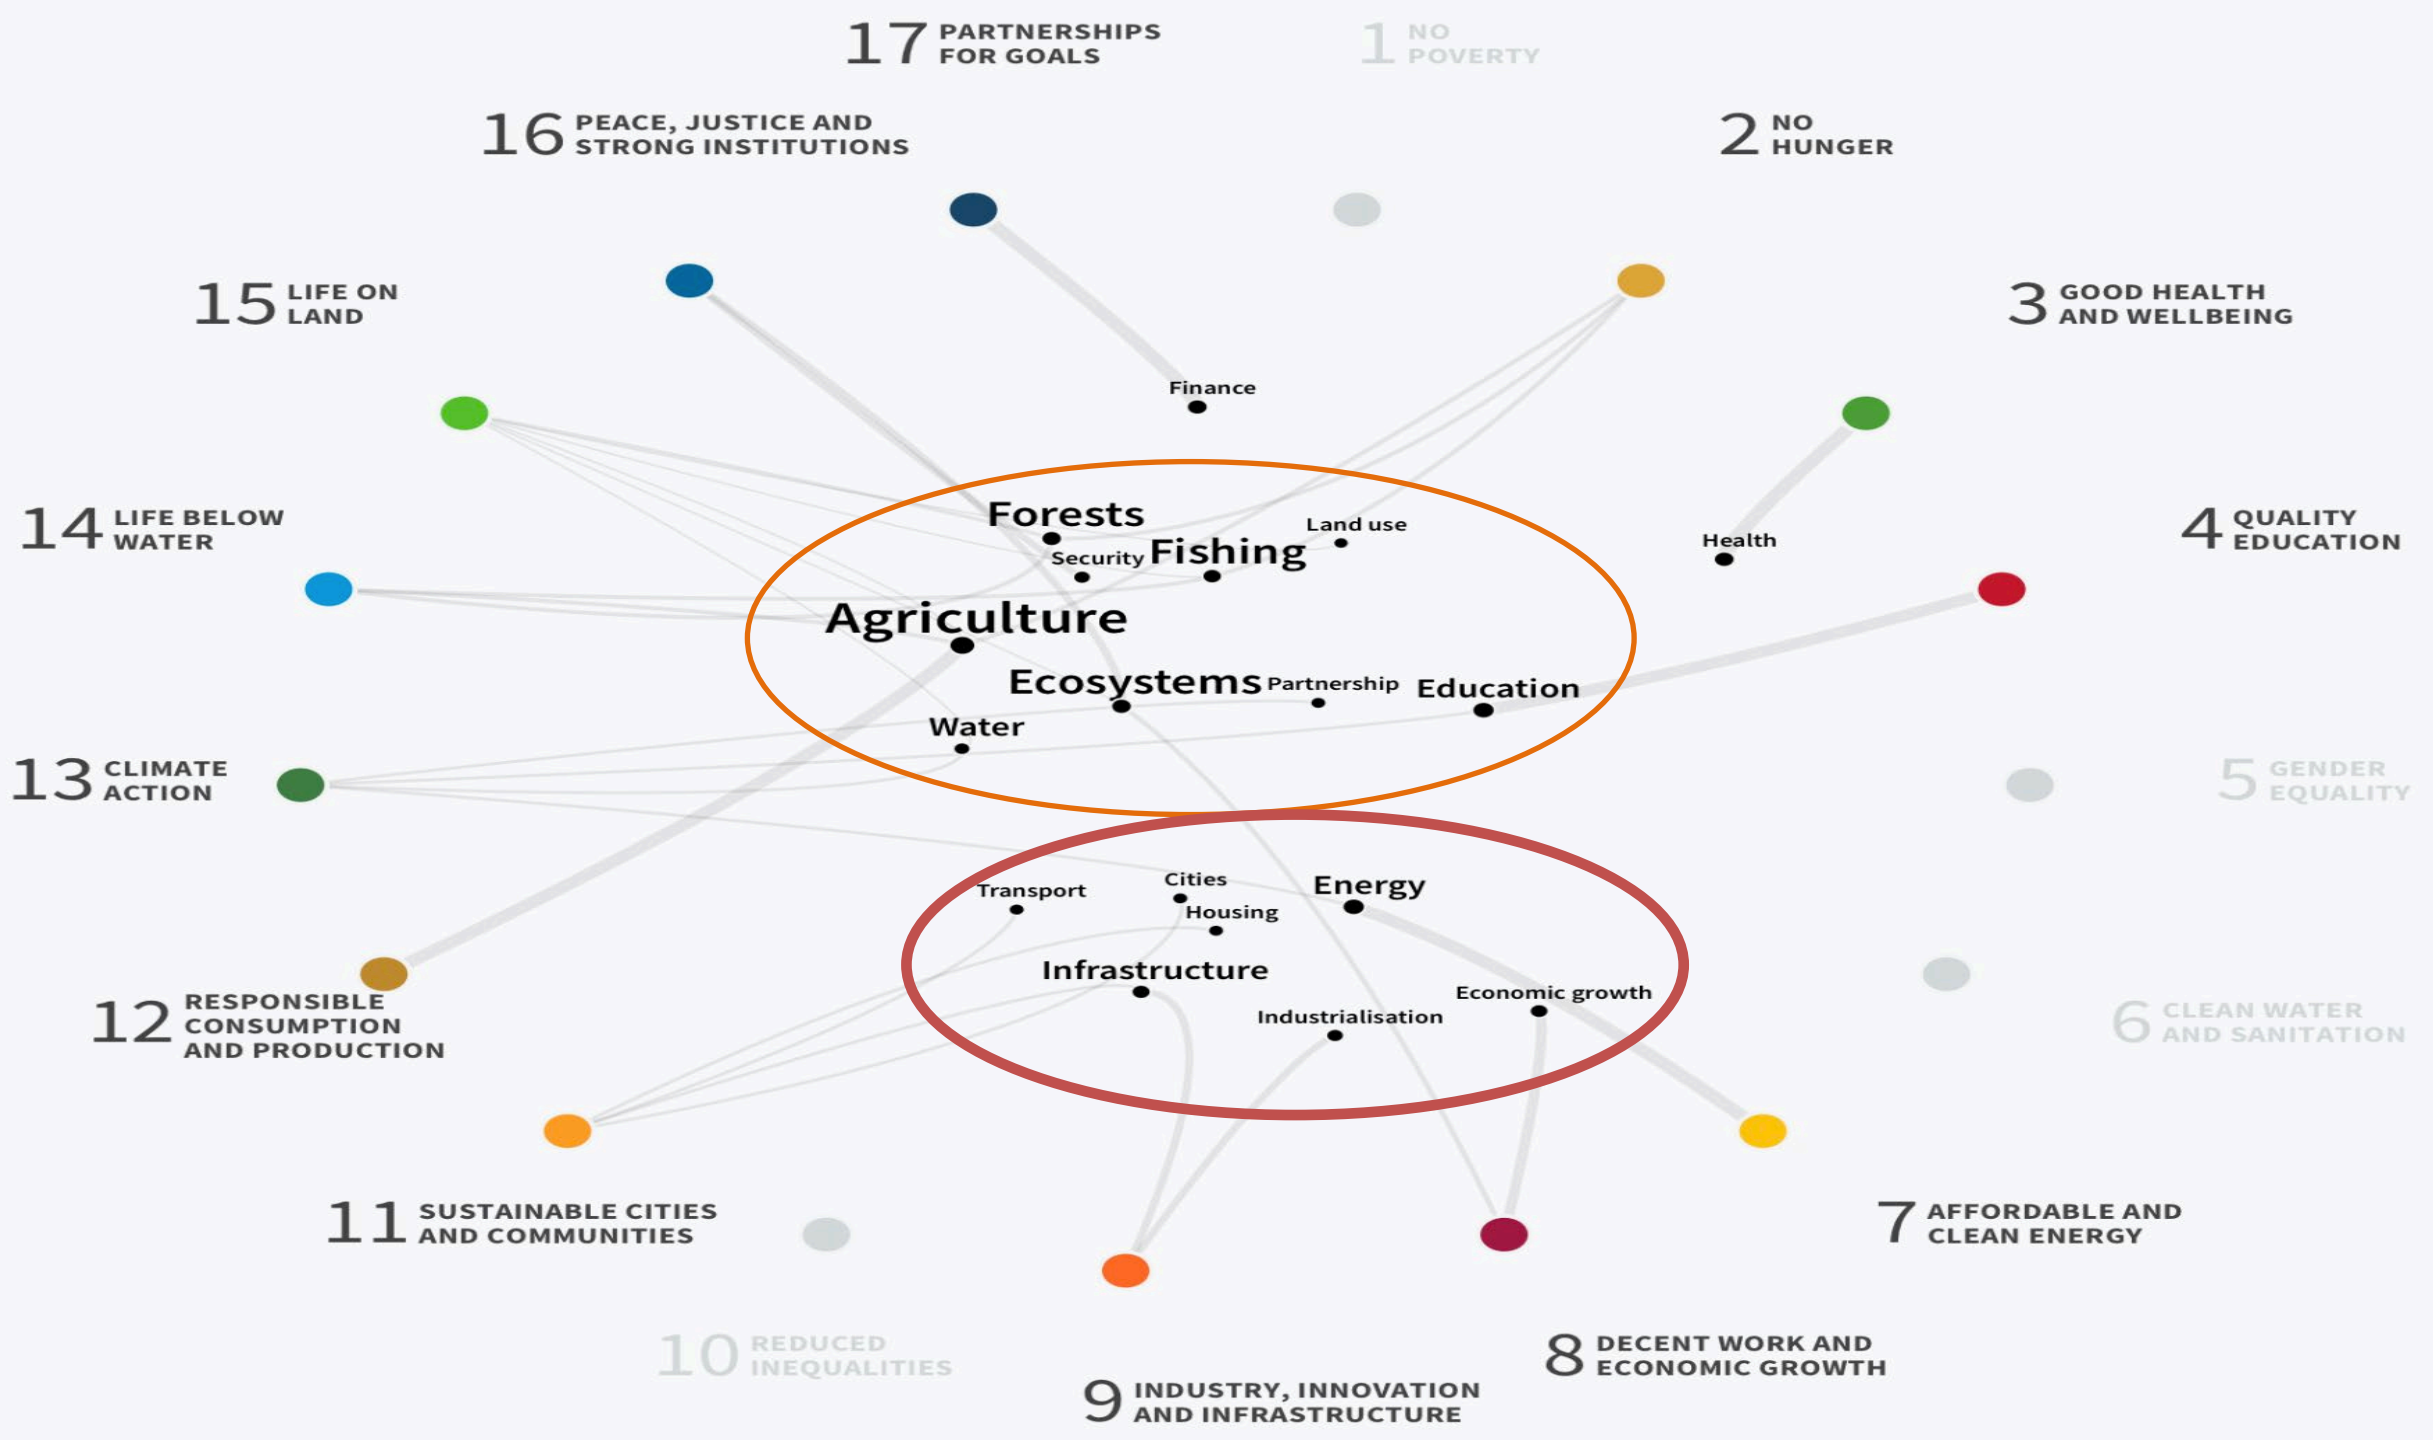 17 PARTNERSHIPS
FOR GOALS
1 NO
POVERTY
16 PEACE, JUSTICE AND
STRONG INSTITUTIONS
2 NO
HUNGER
15 LIFE ON
LAND
3 GOOD HEALTH
AND WELLBEING
Finance
14 LIFE BELOW
WATER
4 QUALITY
EDUCATION
Forests
Land use
Security
Fishing
Health
Agriculture
Ecosystems
Partnership
Education
Water
13 CLIMATE
ACTION
5 GENDER
EQUALITY
Transport
Cities
Energy
Housing
Infrastructure
Economic growth
Industrialisation
12 RESPONSIBLE
CONSUMPTION
AND PRODUCTION
6 CLEAN WATER
AND SANITATION
11 SUSTAINABLE CITIES
AND COMMUNITIES
7 AFFORDABLE AND
CLEAN ENERGY
10 REDUCED
INEQUALITIES
8 DECENT WORK AND
ECONOMIC GROWTH
9 INDUSTRY, INNOVATION
AND INFRASTRUCTURE